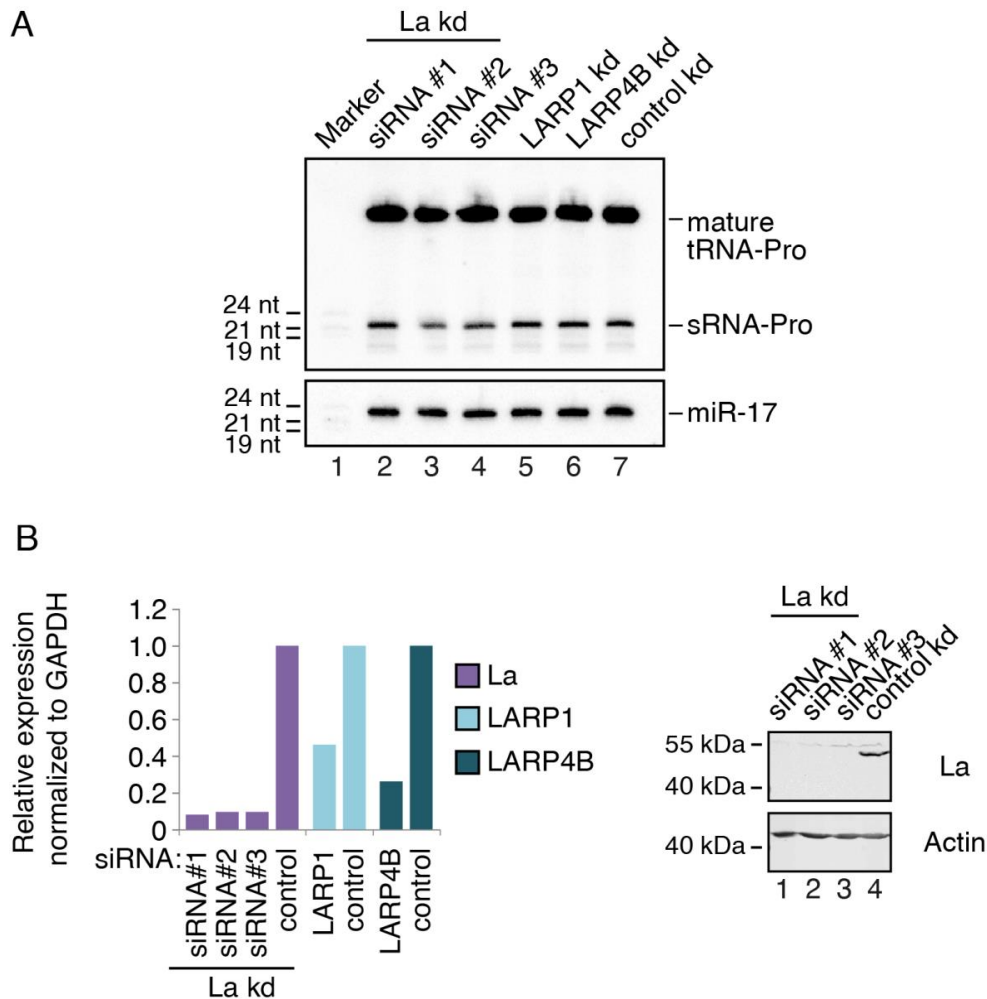 A
La kd
Marker
siRNA #1
siRNA #2
siRNA #3
LARP1 kd
LARP4B kd
control kd
mature
tRNA-Pro
24 nt
21 nt
19 nt
sRNA-Pro
24 nt
21 nt
19 nt
miR-17
1 2 3 4 5 6 7
B
Relative expression
normalized to GAPDH
1.2
1.0
0.8
0.6
0.4
0.2
0
La
LARP1
LARP4B
siRNA:
siRNA#1
siRNA#2
siRNA#3
control
LARP1
control
LARP4B
control
La kd
La kd
siRNA #1
siRNA #2
siRNA #3
control kd
55 kDa
40 kDa
La
40 kDa
Actin
1 2 3 4